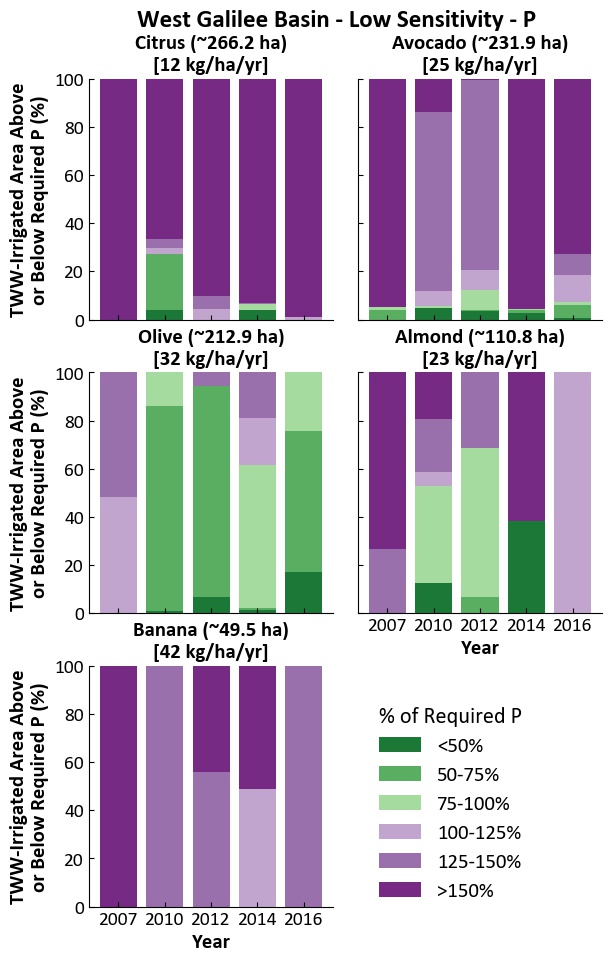 West Galilee Basin - Low Sensitivity - P
Citrus (~266.2 ha)
[12 kg/ha/yr]
Avocado (~231.9 ha)
[25 kg/ha/yr]
TWW-Irrigated Area Above
or Below Required P (%)
100
80
60
40
20
0
Olive (~212.9 ha)
[32 kg/ha/yr]
Almond (~110.8 ha)
[23 kg/ha/yr]
TWW-Irrigated Area Above
or Below Required P (%)
100
80
60
40
20
0
2007 2010 2012 2014 2016
Year
Banana (~49.5 ha)
[42 kg/ha/yr]
TWW-Irrigated Area Above
or Below Required P (%)
100
80
60
40
20
0
2007 2010 2012 2014 2016
Year
% of Required P
<50%
50-75%
75-100%
100-125%
125-150%
>150%